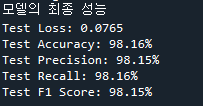 모델의 최종 성능
Test Loss: 0.0765
Test Accuracy: 98.16%
Test Precision: 98.15%
Test Recall: 98.16%
Test F1 Score: 98.15%